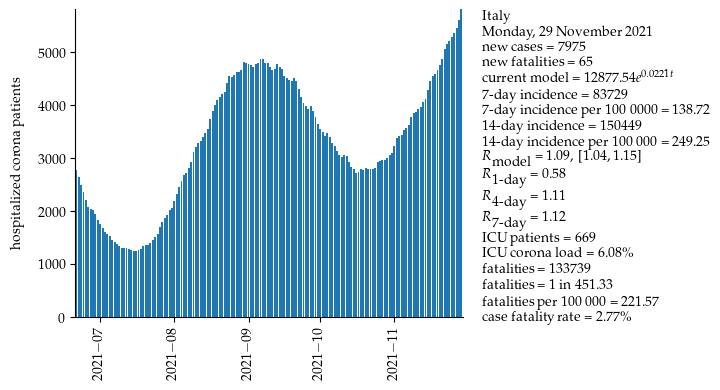 hospitalized corona patients
5000
4000
3000
2000
1000
0
2021−07
2021−08
2021−09
2021−10
2021−11
Italy
Monday, 29 November 2021
new cases = 7975
new fatalities = 65
current model = 12877.54e^0.0221t
7-day incidence = 83729
7-day incidence per 100 0000 = 138.72
14-day incidence = 150449
14-day incidence per 100 000 = 249.25
R_model = 1.09, [1.04, 1.15]
R_1-day = 0.58
R_4-day = 1.11
R_7-day = 1.12
ICU patients = 669
ICU corona load = 6.08%
fatalities = 133739
fatalities = 1 in 451.33
fatalities per 100 000 = 221.57
case fatality rate = 2.77%